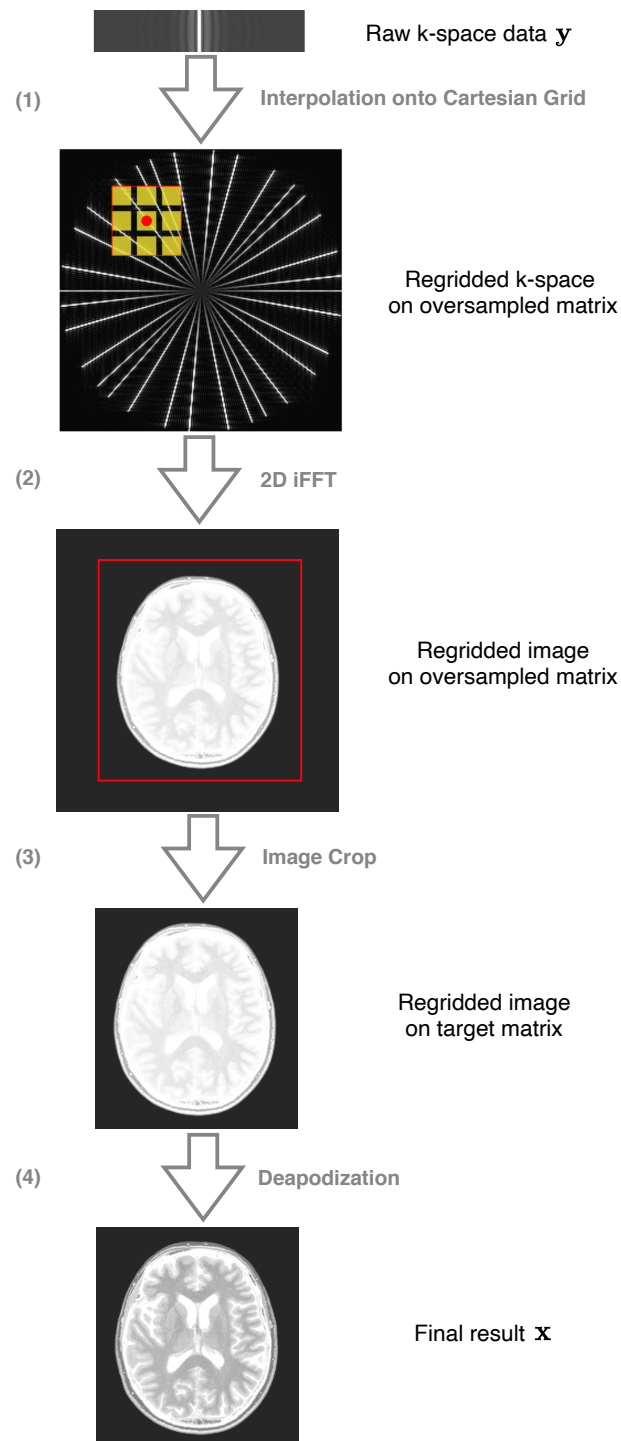 Raw k-space data y
(1)
Interpolation onto Cartesian Grid
Regridded k-space
on oversampled matrix
(2)
2D iFFT
Regridded image
on oversampled matrix
(3)
Image Crop
Regridded image
on target matrix
(4)
Deapodization
Final result x